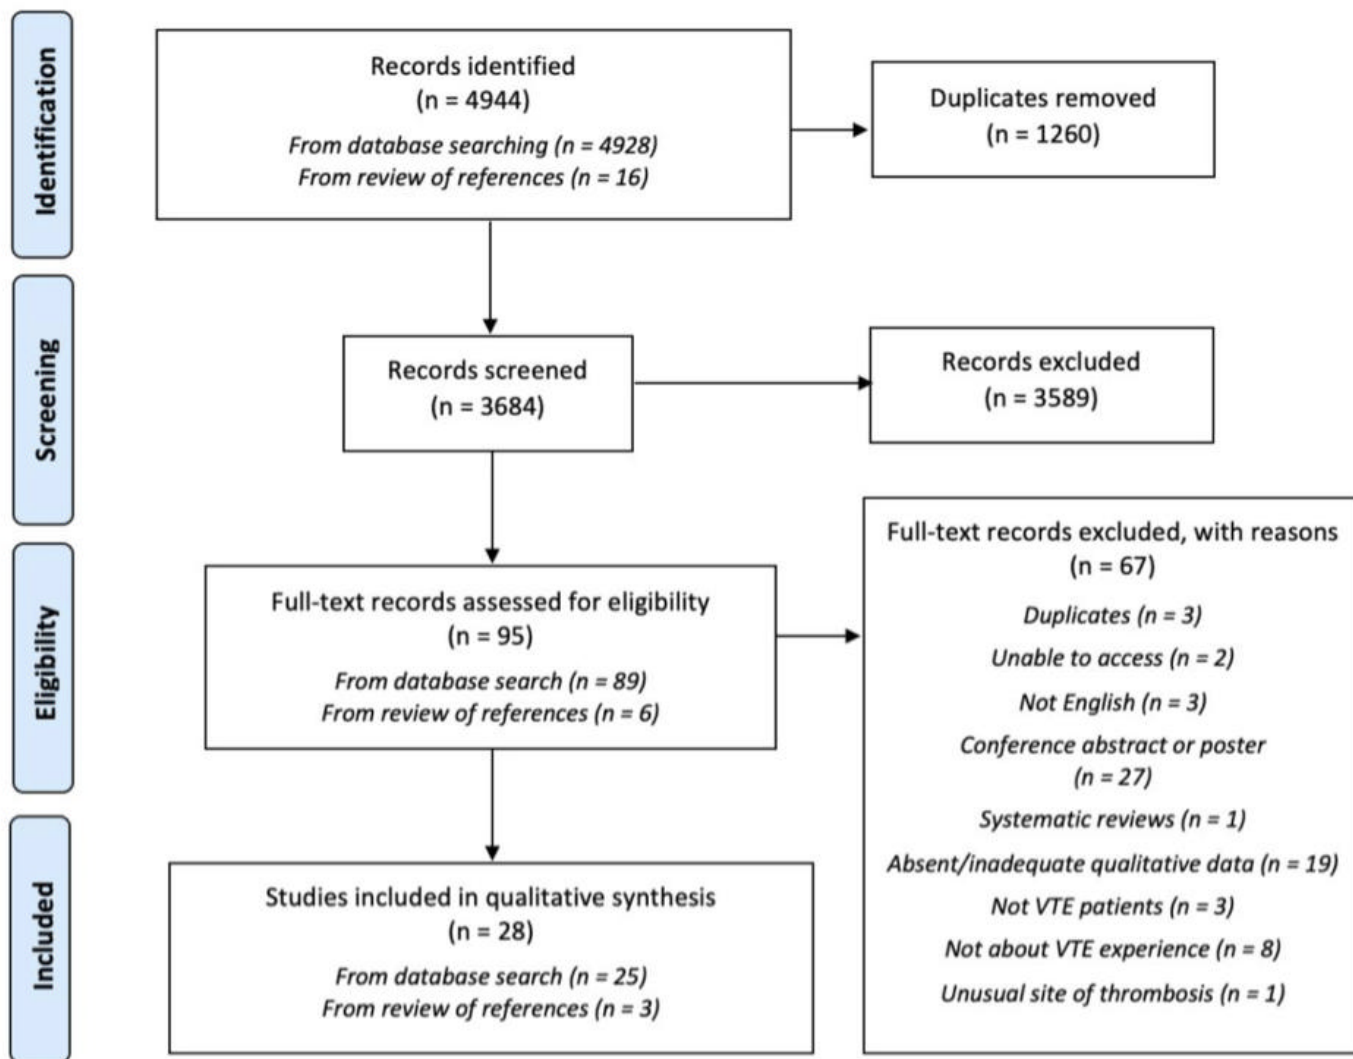 Identification
Records identified
(n = 4944)
From database searching (n = 4928)
From review of references (n = 16)
Duplicates removed
(n = 1260)
Screening
Records screened
(n = 3684)
Records excluded
(n = 3589)
Eligibility
Full-text records assessed for eligibility
(n = 95)
From database search (n = 89)
From review of references (n = 6)
Full-text records excluded, with reasons
(n = 67)
Duplicates (n = 3)
Unable to access (n = 2)
Not English (n = 3)
Conference abstract or poster
(n = 27)
Systematic reviews (n = 1)
Absent/inadequate qualitative data (n = 19)
Not VTE patients (n = 3)
Not about VTE experience (n = 8)
Unusual site of thrombosis (n = 1)
Included
Studies included in qualitative synthesis
(n = 28)
From database search (n = 25)
From review of references (n = 3)